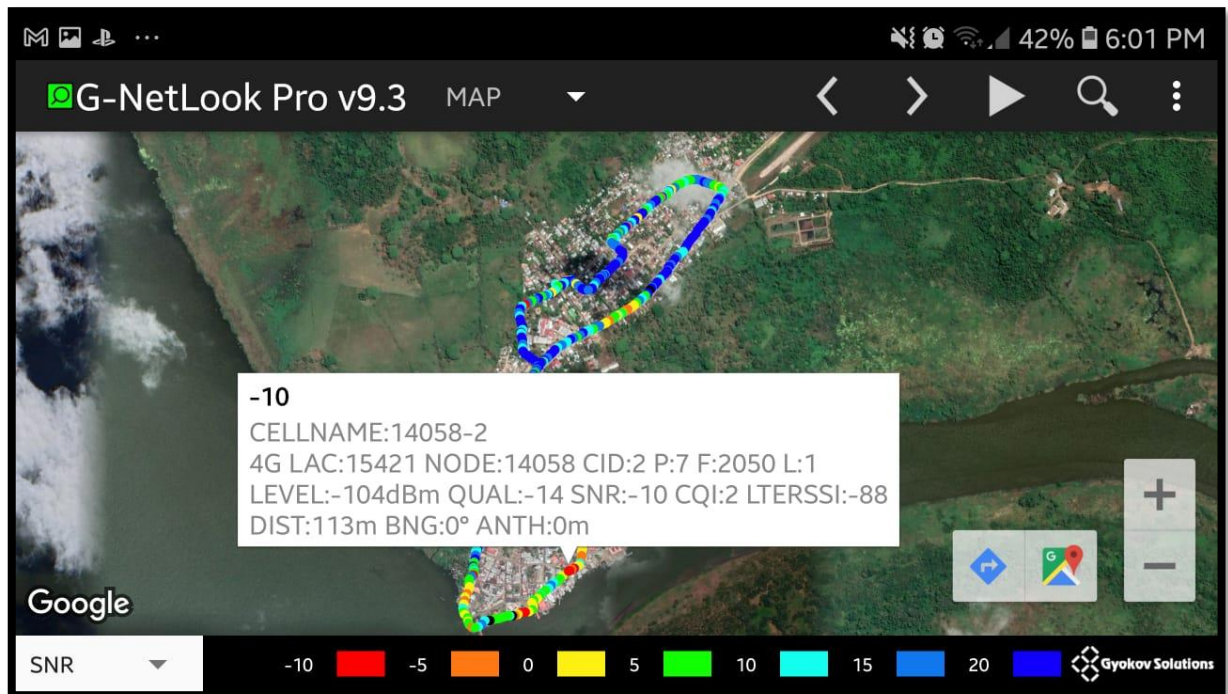 42% 6:01 PM
G-NetLook Pro v9.3 MAP
-10
CELLNAME:14058-2
4G LAC:15421 NODE:14058 CID:2 P:7 F:2050 L:1
LEVEL:-104dBm QUAL:-14 SNR:-10 CQI:2 LTERSSI:-88
DIST:113m BNG:0° ANTH:0m
Google
SNR -10 -5 0 5 10 15 20 Gyokov Solutions